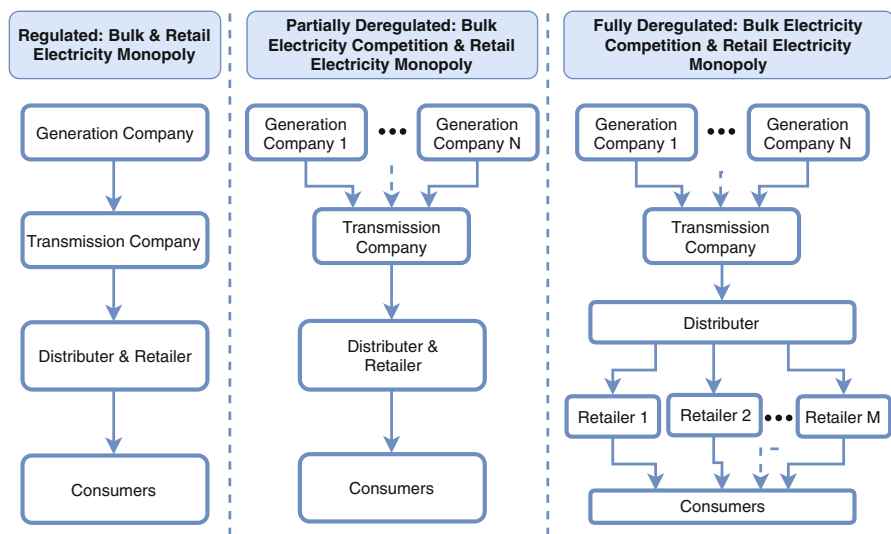 Regulated: Bulk & Retail
Electricity Monopoly
Generation Company
Transmission Company
Distributer & Retailer
Consumers
Partially Deregulated: Bulk
Electricity Competition & Retail
Electricity Monopoly
Generation
Company 1
•••
Generation
Company N
Transmission
Company
Distributer &
Retailer
Consumers
Fully Deregulated: Bulk Electricity
Competition & Retail Electricity
Monopoly
Generation
Company 1
•••
Generation
Company N
Transmission
Company
Distributer
Retailer 1
Retailer 2
•••
Retailer M
Consumers